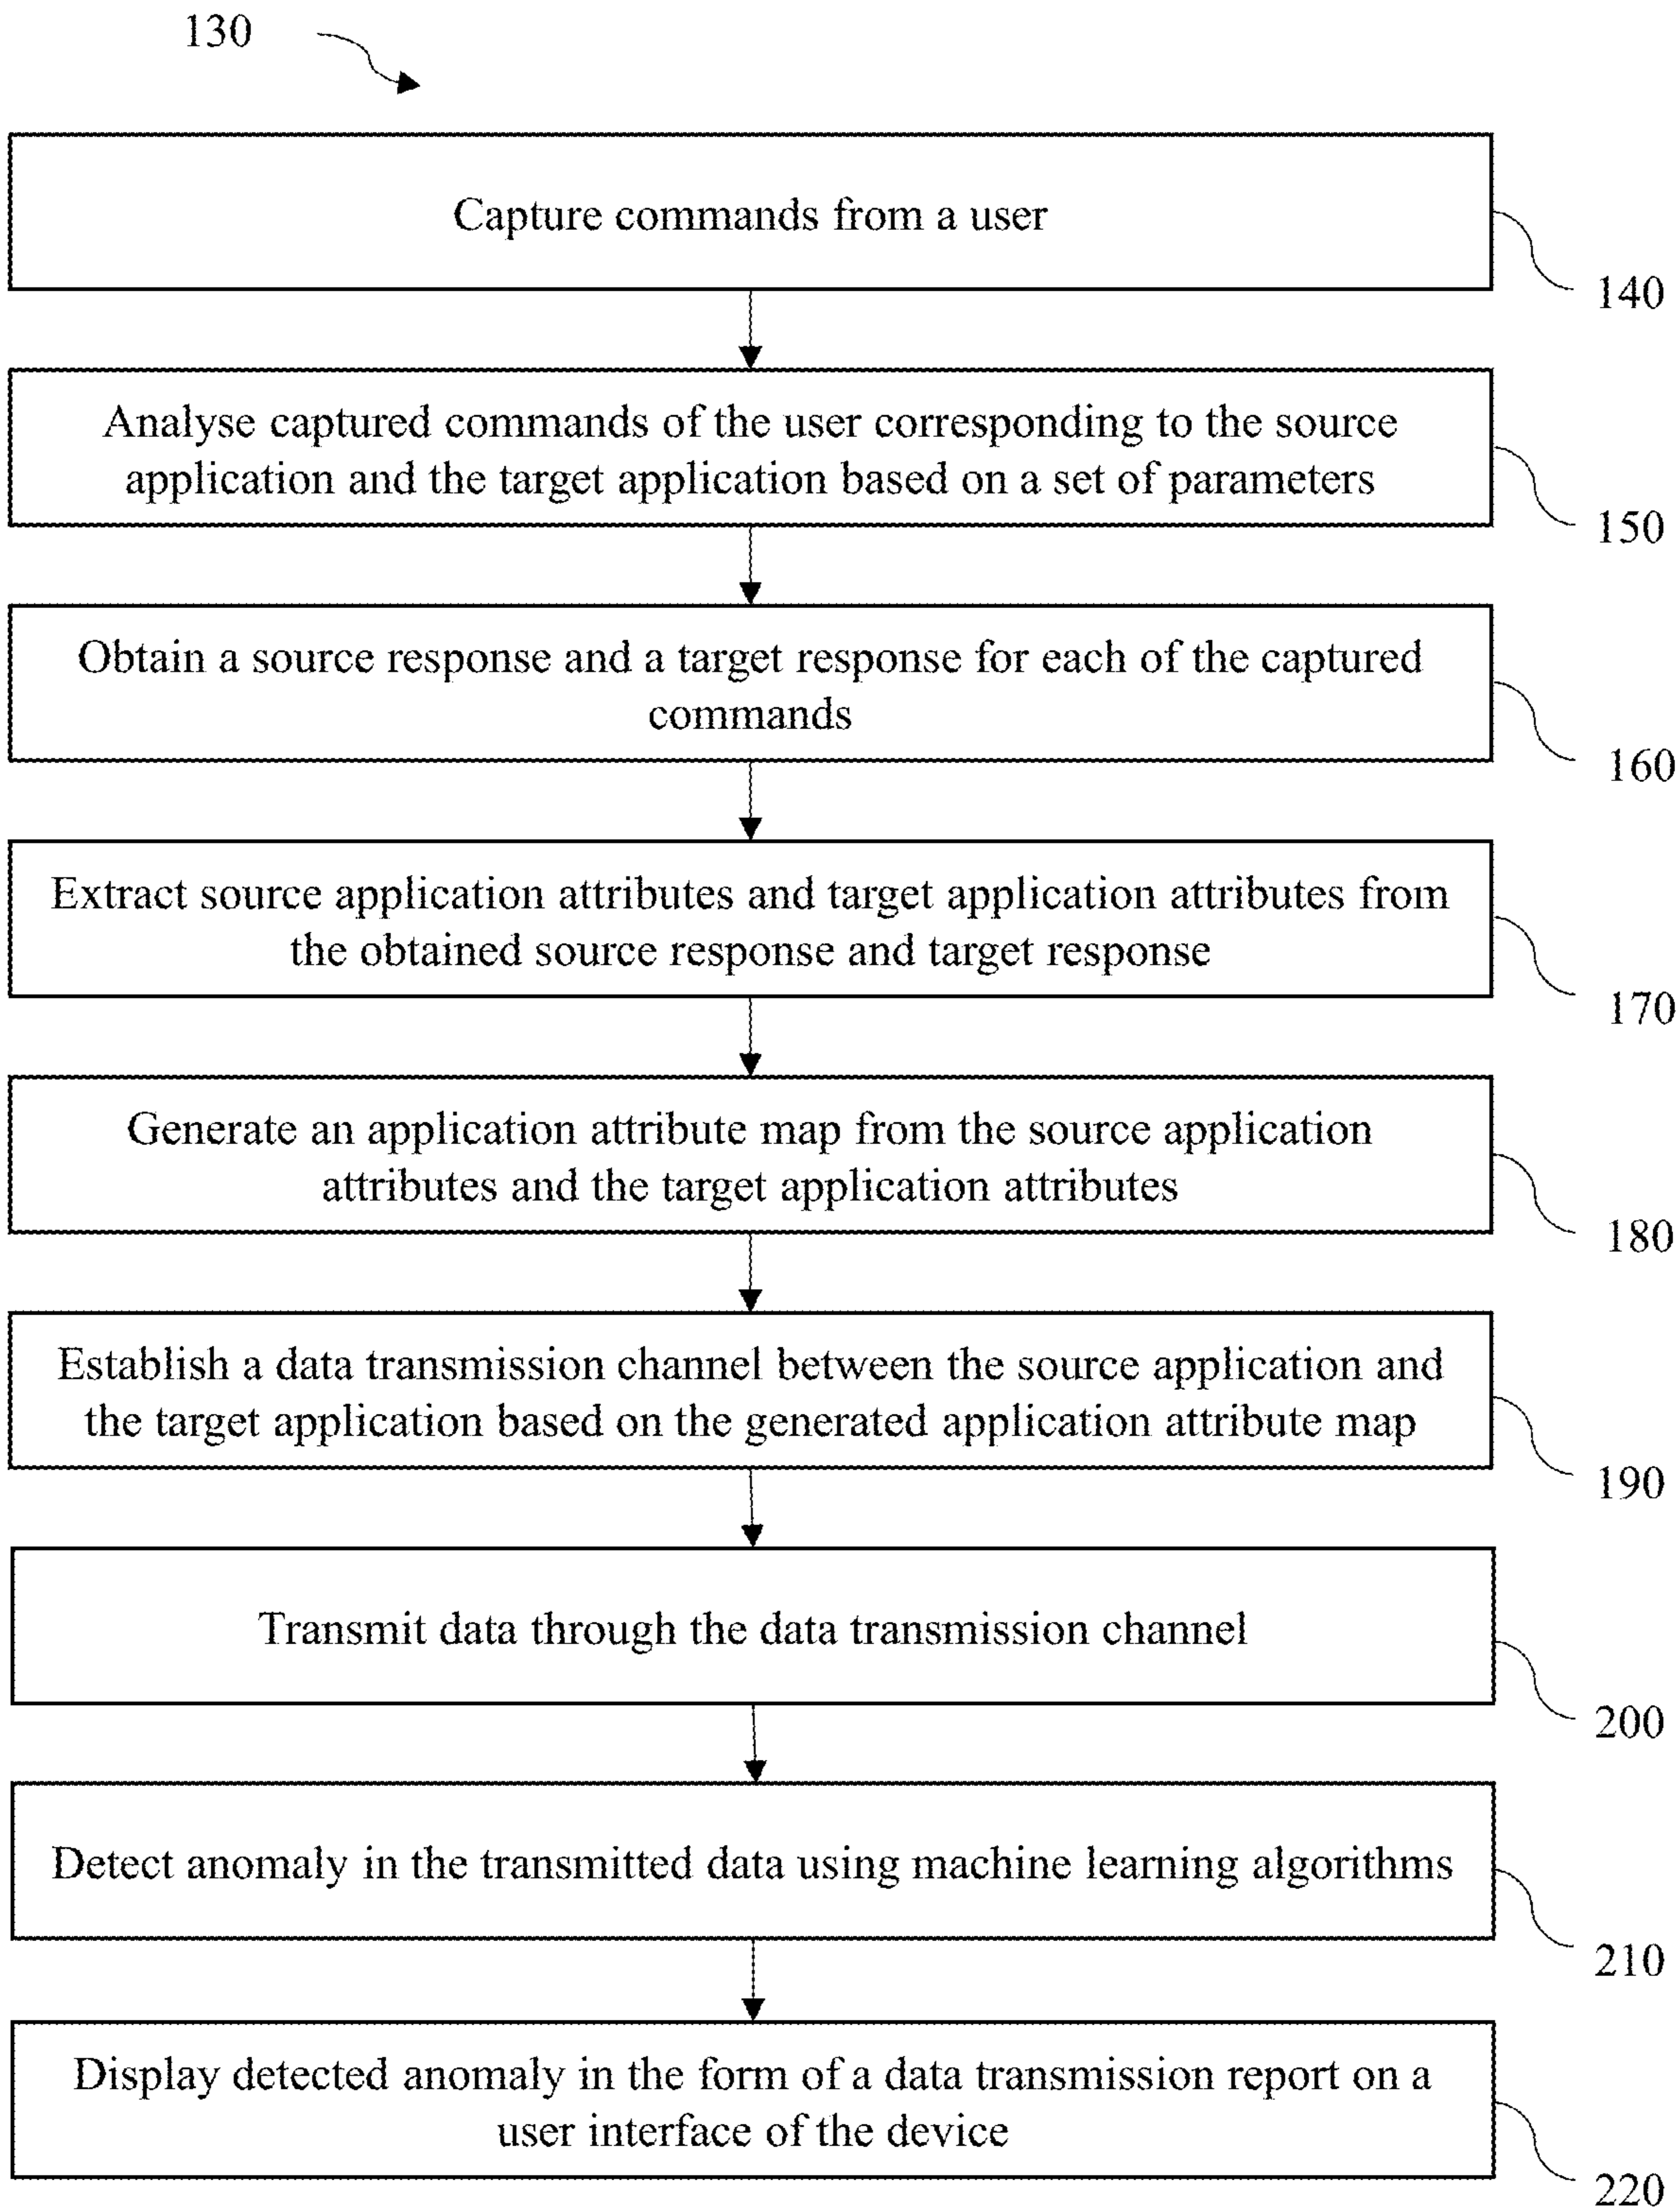 130
Capture commands from a user
140
Analyse captured commands of the user corresponding to the source
application and the target application based on a set of parameters
150
Obtain a source response and a target response for each of the captured
commands
160
Extract source application attributes and target application attributes from
the obtained source response and target response
170
Generate an application attribute map from the source application
attributes and the target application attributes
180
Establish a data transmission channel between the source application and
the target application based on the generated application attribute map
190
Transmit data through the data transmission channel
200
Detect anomaly in the transmitted data using machine learning algorithms
210
Display detected anomaly in the form of a data transmission report on a
user interface of the device
220